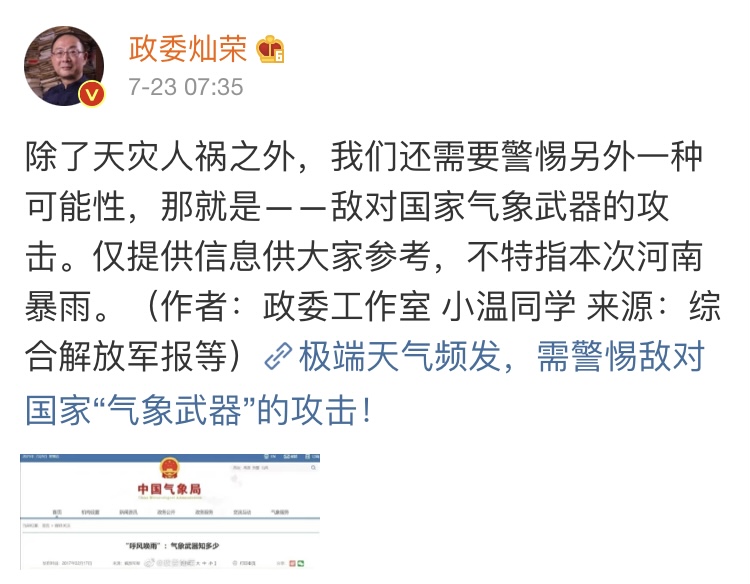 政委灿荣
7-23 07:35
除了天灾人祸之外，我们还需要警惕另外一种
可能性，那就是——敌对国家气象武器的攻
击。仅提供信息供大家参考，不特指本次河南
暴雨。（作者：政委工作室 小温同学 来源：综
合解放军报等）极端天气频发，需警惕敌对
国家“气象武器”的攻击！
中国气象局
“呼风唤雨”：气象武器知多少